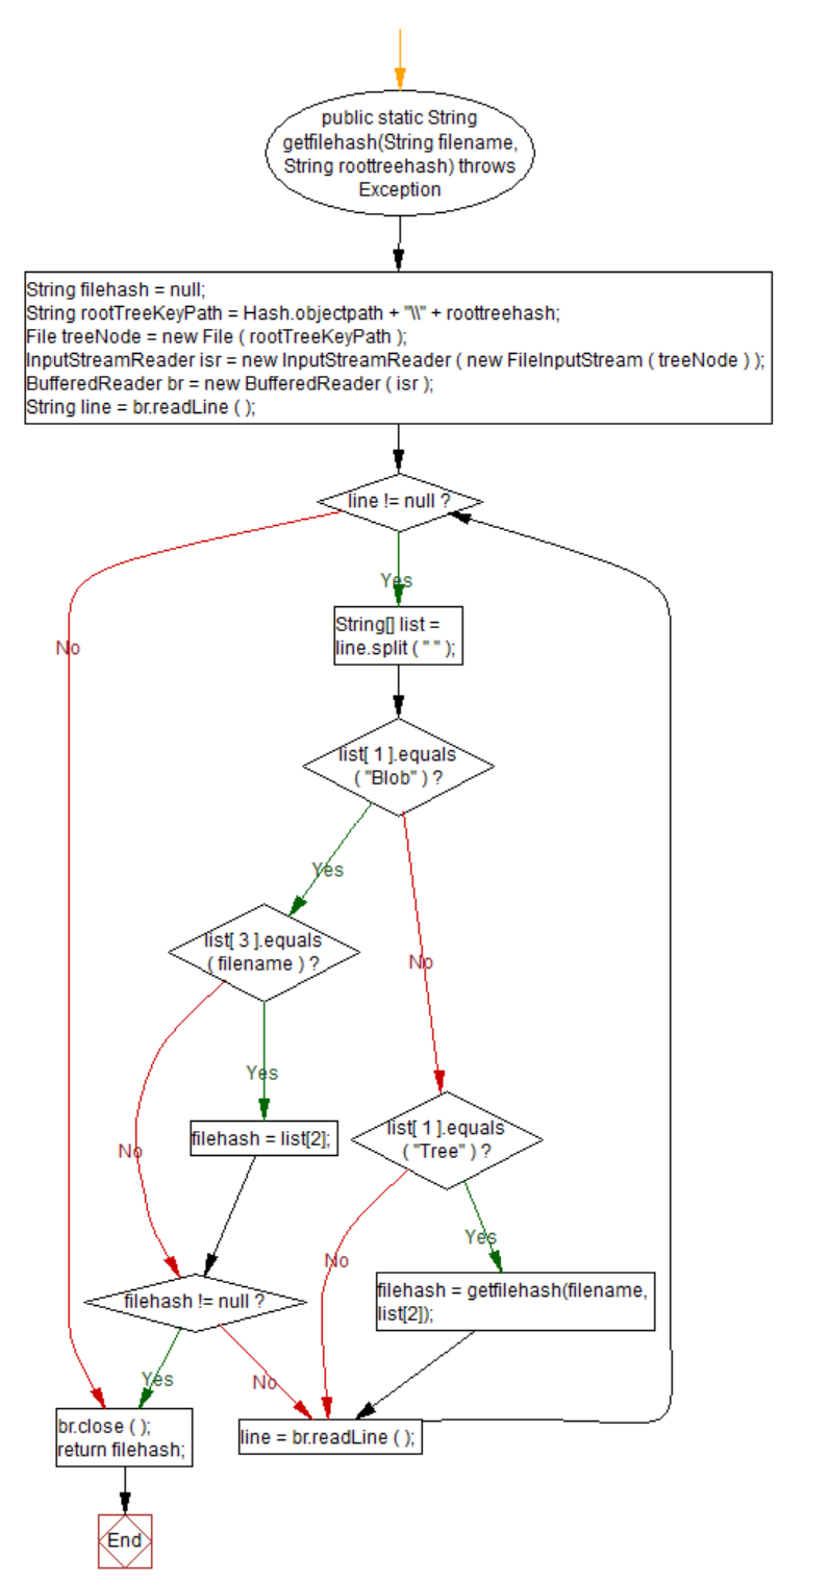 public static String
getfilehash(String filename,
String roottreehash) throws
Exception
String filehash = null;
String rootTreeKeyPath = Hash.objectpath + "\\" + roottreehash;
File treeNode = new File ( rootTreeKeyPath );
InputStreamReader isr = new InputStreamReader ( new FileInputStream ( treeNode ) );
BufferedReader br = new BufferedReader ( isr );
String line = br.readLine ( );
line != null ?
Yes
No
String[] list =
line.split ( " " );
list[ 1 ].equals
( "Blob" ) ?
Yes
No
list[ 3 ].equals
( filename ) ?
Yes
No
filehash = list[2];
list[ 1 ].equals
( "Tree" ) ?
Yes
No
filehash = getfilehash(filename,
list[2]);
filehash != null ?
Yes
No
br.close ( );
return filehash;
line = br.readLine ( );
End